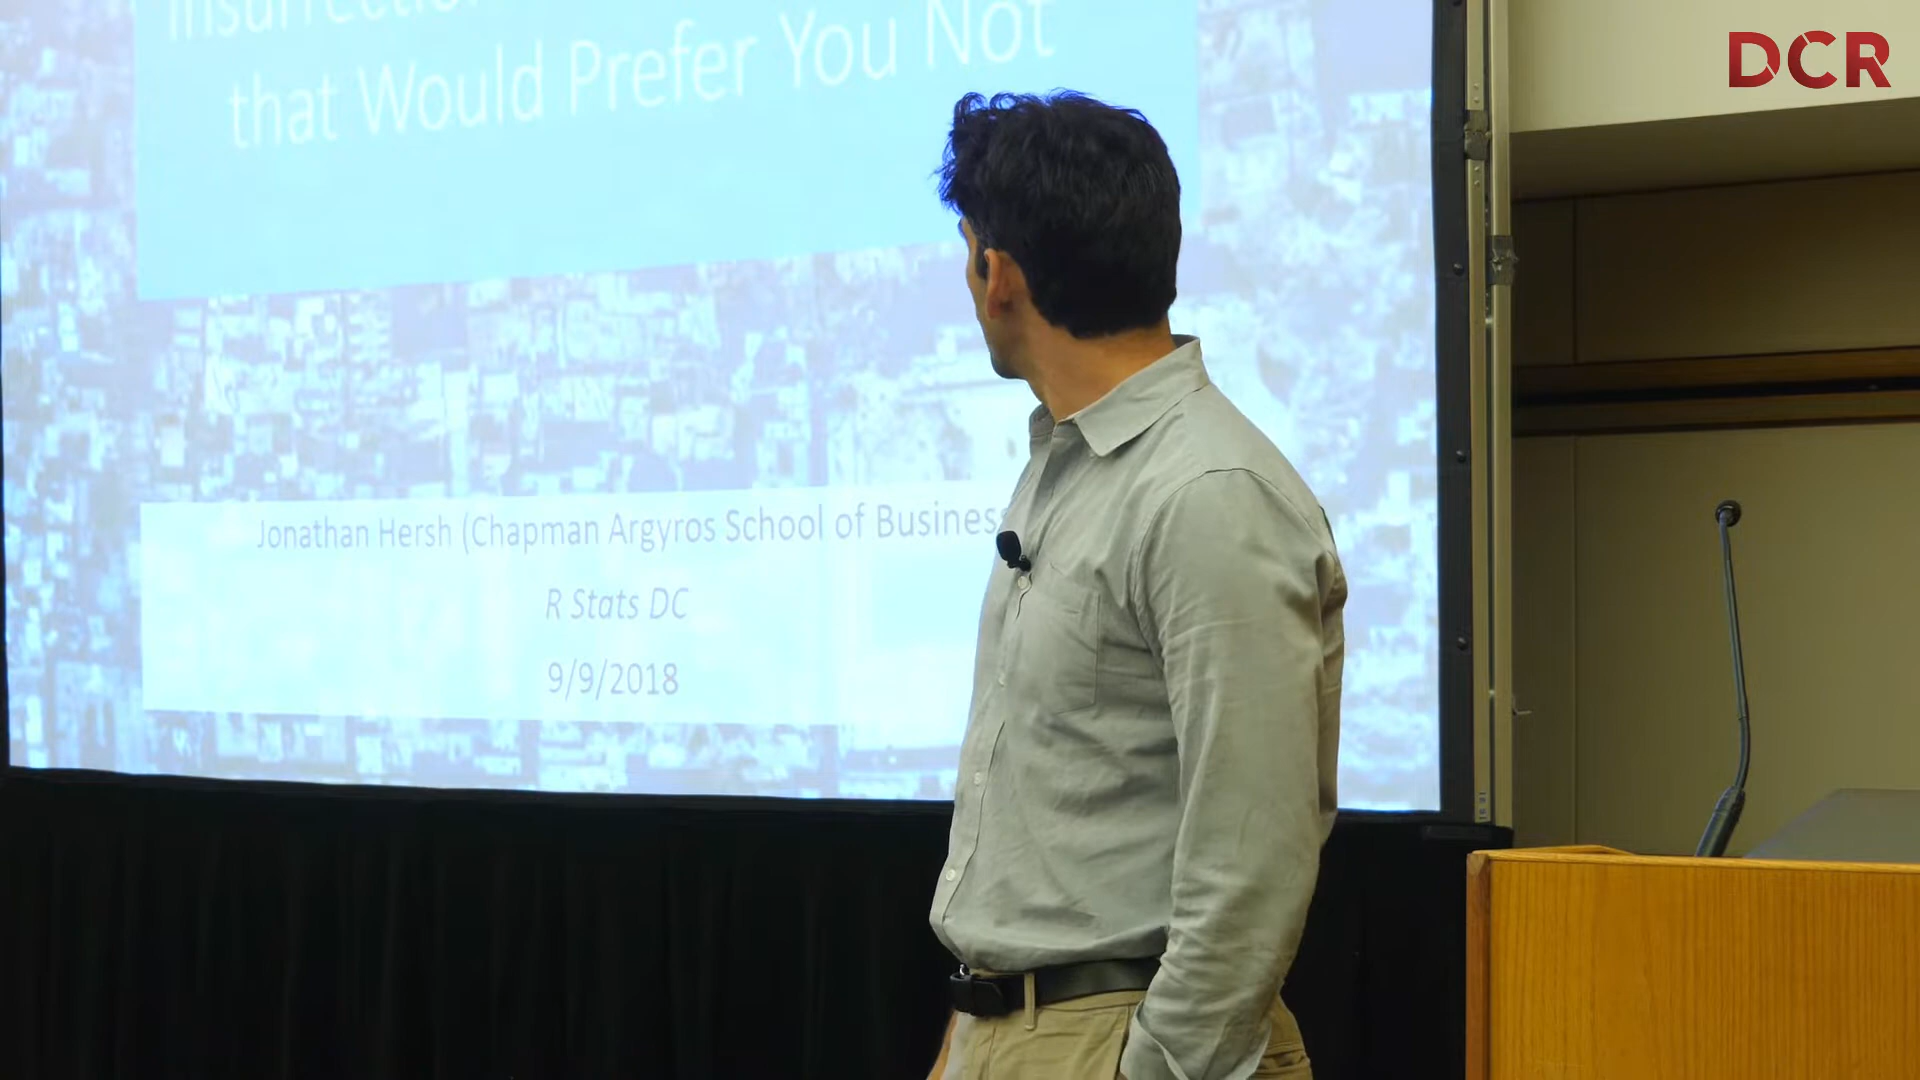 DCR
that Would Prefer You Not
Jonathan Hersh (Chapman Argyros School of Business
R Stats DC
9/9/2018